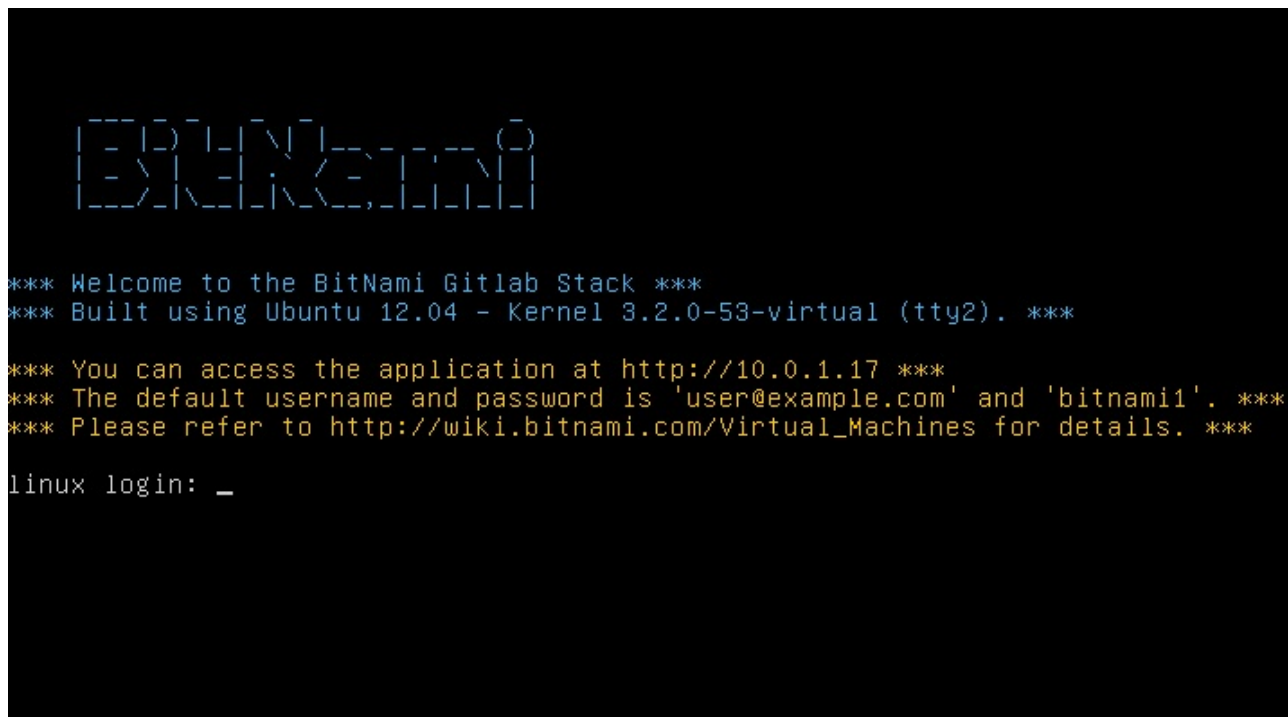 BitNami
*** Welcome to the BitNami Gitlab Stack ***
*** Built using Ubuntu 12.04 - Kernel 3.2.0-53-virtual (tty2). ***
*** You can access the application at http://10.0.1.17 ***
*** The default username and password is 'user@example.com' and 'bitnami1'. ***
*** Please refer to http://wiki.bitnami.com/Virtual_Machines for details. ***
linux login: _